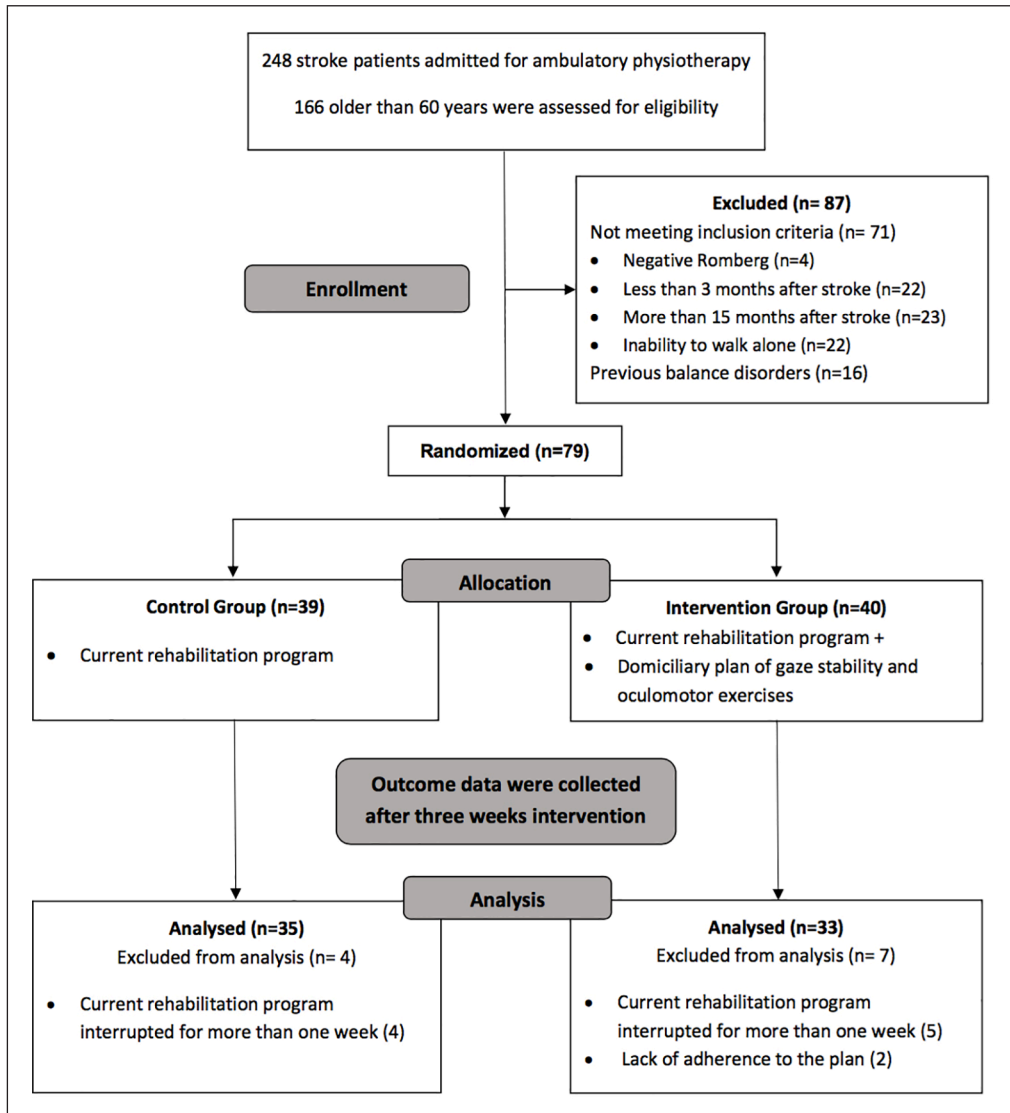 248 stroke patients admitted for ambulatory physiotherapy
166 older than 60 years were assessed for eligibility
Excluded (n= 87)
Not meeting inclusion criteria (n= 71)
• Negative Romberg (n=4)
• Less than 3 months after stroke (n=22)
• More than 15 months after stroke (n=23)
• Inability to walk alone (n=22)
Previous balance disorders (n=16)
Enrollment
Randomized (n=79)
Allocation
Control Group (n=39)
• Current rehabilitation program
Intervention Group (n=40)
• Current rehabilitation program +
• Domiciliary plan of gaze stability and
oculomotor exercises
Outcome data were collected
after three weeks intervention
Analysis
Analysed (n=35)
Excluded from analysis (n= 4)
• Current rehabilitation program
interrupted for more than one week (4)
Analysed (n=33)
Excluded from analysis (n= 7)
• Current rehabilitation program
interrupted for more than one week (5)
• Lack of adherence to the plan (2)